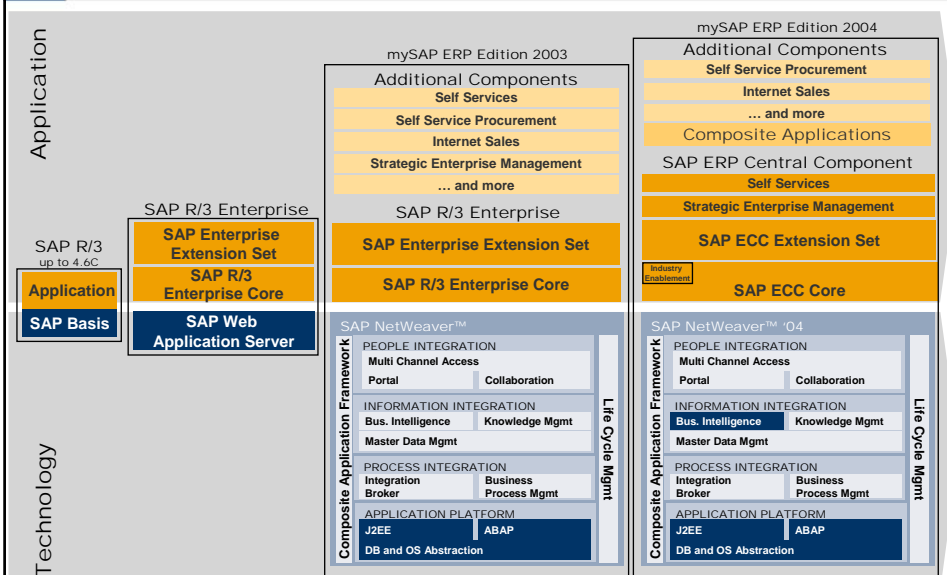 Application
Technology
SAP R/3
up to 4.6C
Application
SAP Basis
SAP R/3 Enterprise
SAP Enterprise
Extension Set
SAP R/3
Enterprise Core
SAP Web
Application Server
mySAP ERP Edition 2003
Additional Components
Self Services
Self Service Procurement
Internet Sales
Strategic Enterprise Management
… and more
SAP R/3 Enterprise
SAP Enterprise Extension Set
SAP R/3 Enterprise Core
SAP NetWeaver™
Composite Application Framework
PEOPLE INTEGRATION
Multi Channel Access
Portal
Collaboration
INFORMATION INTEGRATION
Bus. Intelligence
Knowledge Mgmt
Master Data Mgmt
PROCESS INTEGRATION
Integration
Broker
Business
Process Mgmt
APPLICATION PLATFORM
J2EE
ABAP
DB and OS Abstraction
Life Cycle Mgmt
mySAP ERP Edition 2004
Additional Components
Self Service Procurement
Internet Sales
… and more
Composite Applications
SAP ERP Central Component
Self Services
Strategic Enterprise Management
SAP ECC Extension Set
Industry
Enablement
SAP ECC Core
SAP NetWeaver™ ‘04
Composite Application Framework
PEOPLE INTEGRATION
Multi Channel Access
Portal
Collaboration
INFORMATION INTEGRATION
Bus. Intelligence
Knowledge Mgmt
Master Data Mgmt
PROCESS INTEGRATION
Integration
Broker
Business
Process Mgmt
APPLICATION PLATFORM
J2EE
ABAP
DB and OS Abstraction
Life Cycle Mgmt